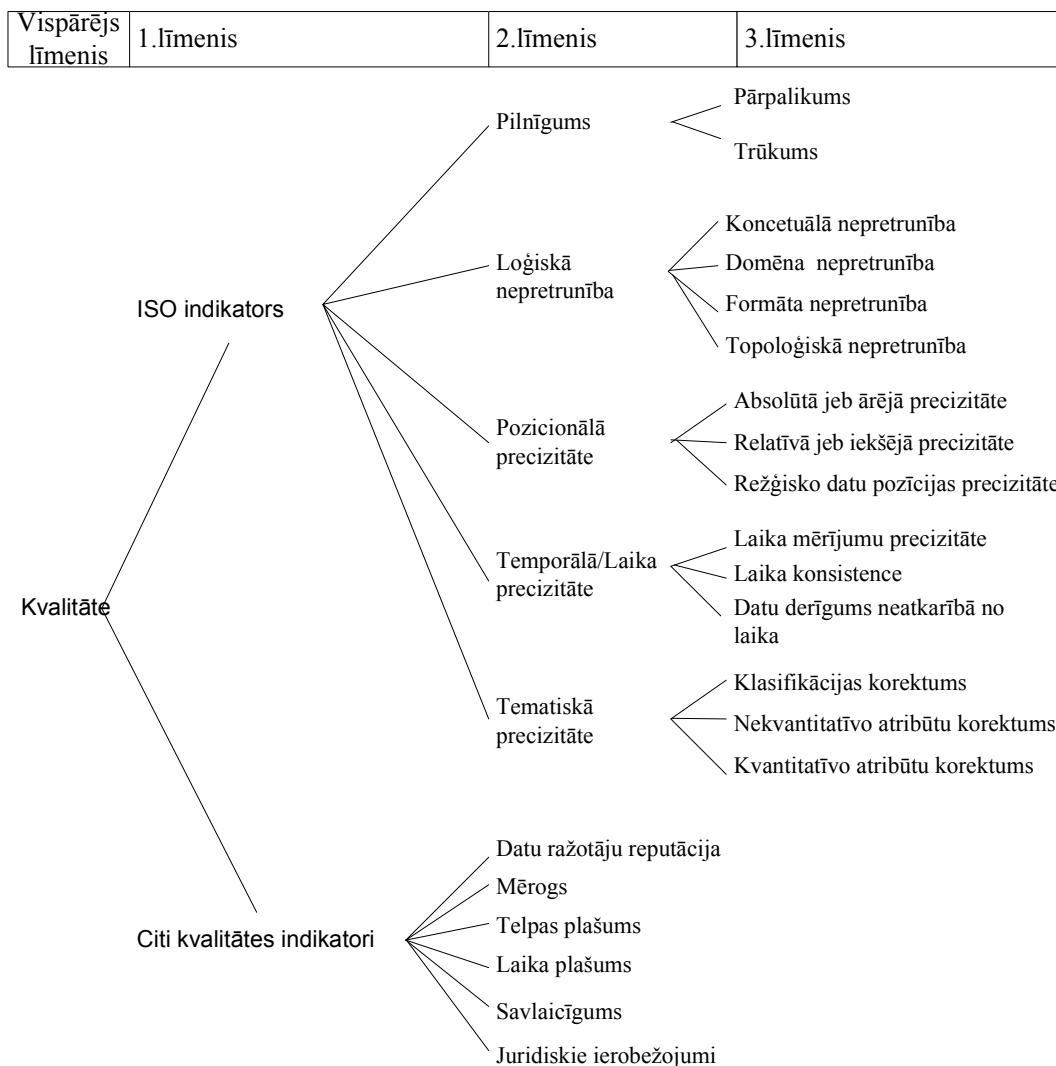 Vispārējs
līmenis
1.līmenis
2.līmenis
3.līmenis
Pilnīgums
Pārpalikums
Trūkums
Loģiskā
nepretrunība
Koncetuālā nepretrunība
Domēna nepretrunība
Formāta nepretrunība
Topoloģiskā nepretrunība
ISO indikators
Pozicionālā
precizitāte
Absolūtā jeb ārējā precizitāte
Relatīvā jeb iekšējā precizitāte
Režģisko datu pozīcijas precizitāte
Temporālā/Laika
precizitāte
Laika mērījumu precizitāte
Laika konsistence
Datu derīgums neatkarībā no
laika
Kvalitāte
Tematiskā
precizitāte
Klasifikācijas korektums
Nekvantitatīvo atribūtu korektums
Kvantitatīvo atribūtu korektums
Citi kvalitātes indikatori
Datu ražotāju reputācija
Mērogs
Telpas plašums
Laika plašums
Savlaicīgums
Juridiskie ierobežojumi